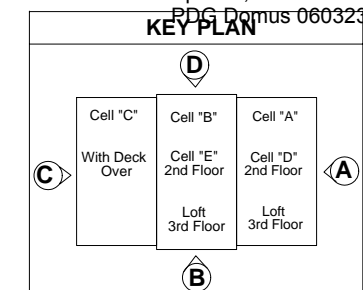 PDG Domus 060323
KEY PLAN
D
Cell "C"
With Deck
Over
Cell "B"
Cell "E"
2nd Floor
Loft
3rd Floor
Cell "A"
Cell "D"
2nd Floor
Loft
3rd Floor
C
A
B